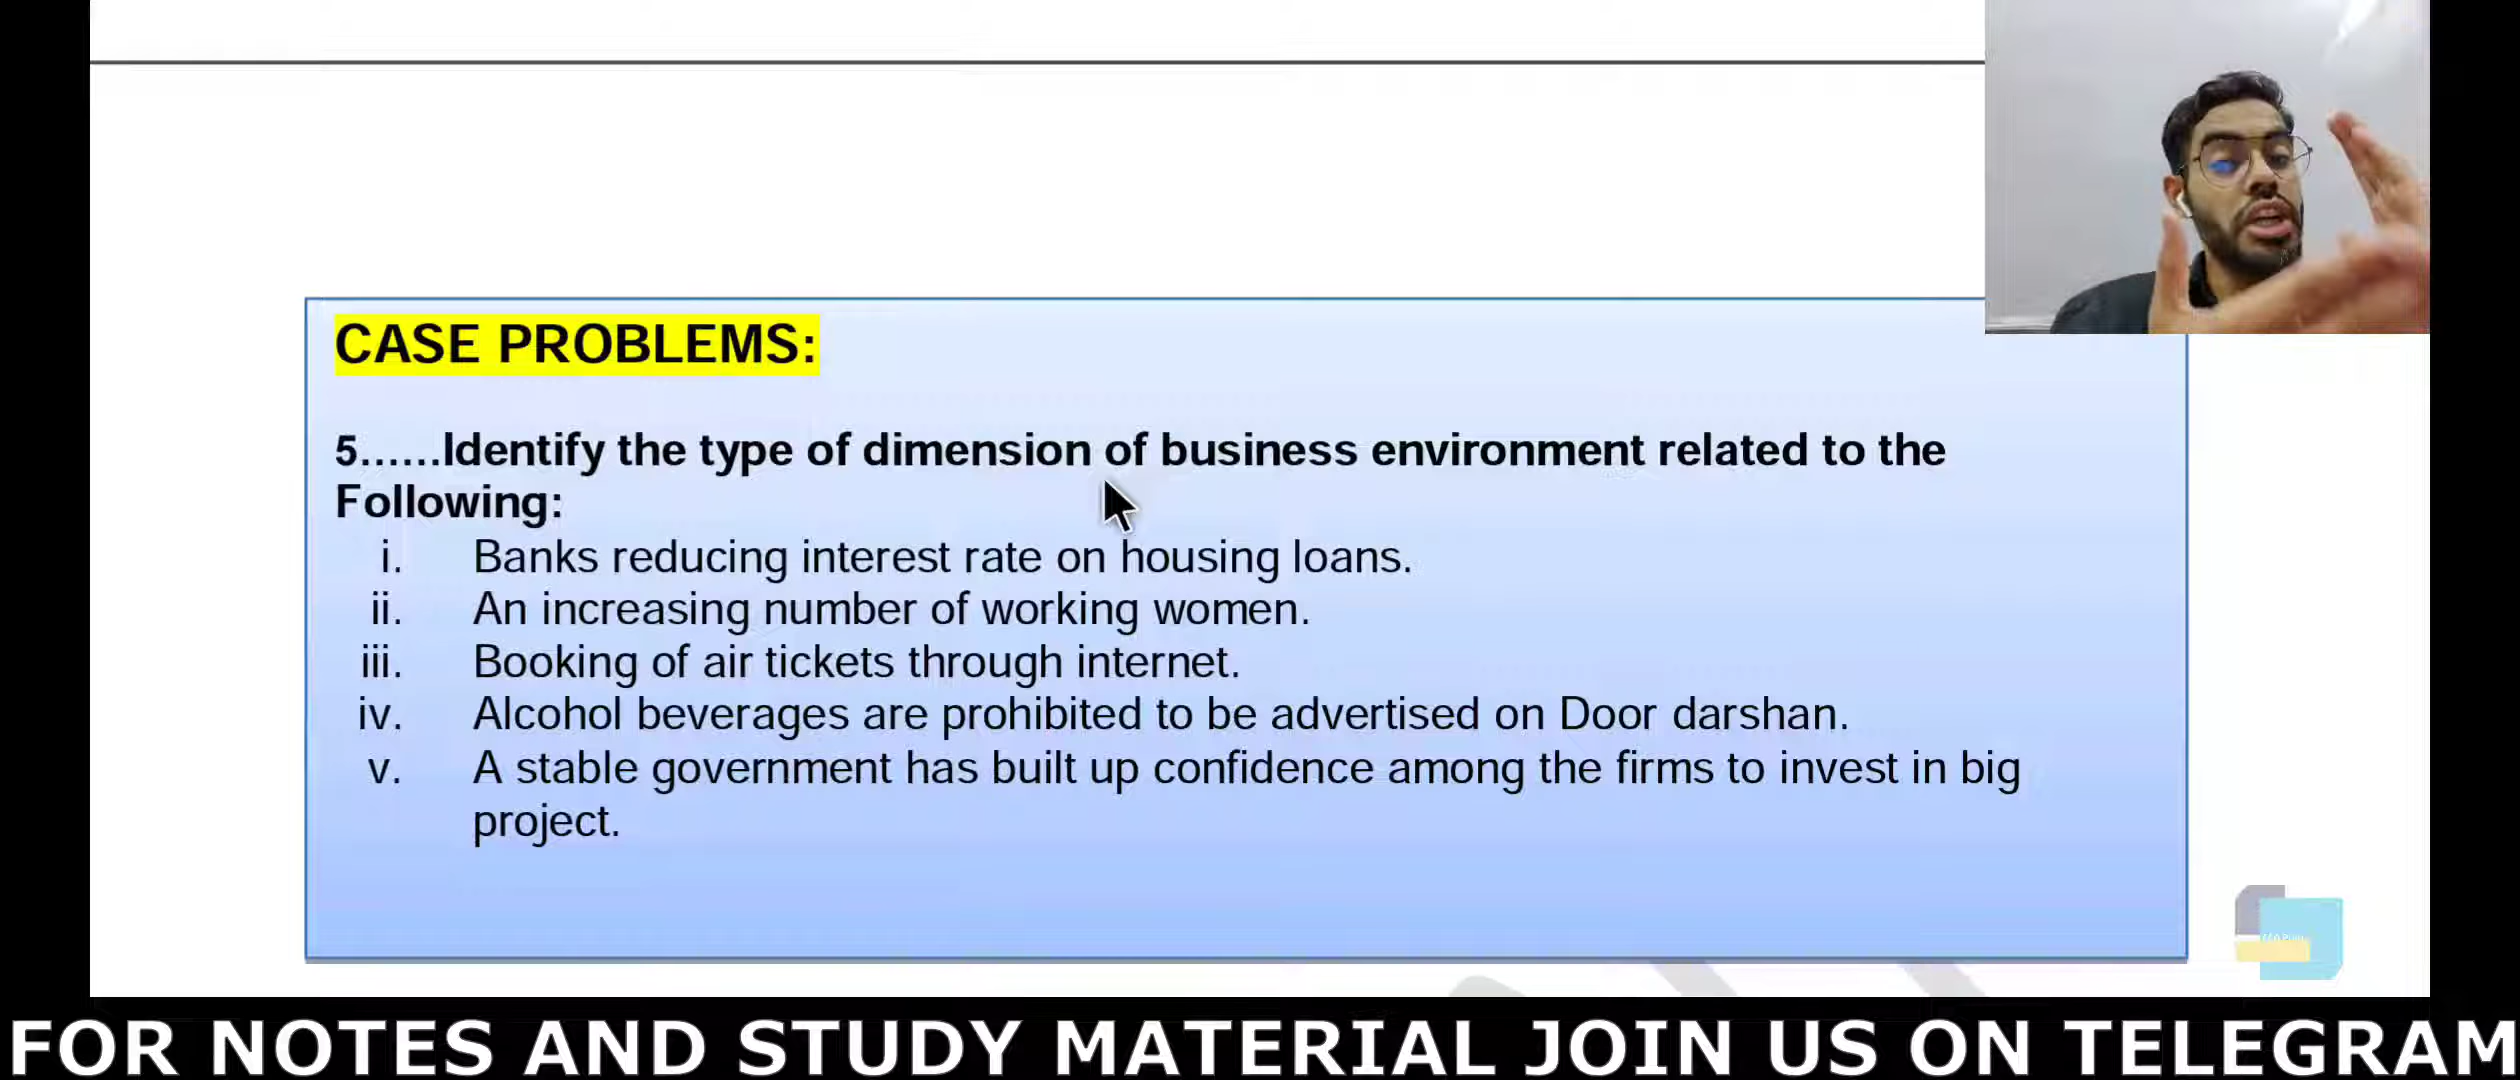 CASE PROBLEMS:
5......Identify the type of dimension of business environment related to the
Following:
i. Banks reducing interest rate on housing loans.
ii. An increasing number of working women.
iii. Booking of air tickets through internet.
iv. Alcohol beverages are prohibited to be advertised on Door darshan.
v. A stable government has built up confidence among the firms to invest in big
project.
FOR NOTES AND STUDY MATERIAL JOIN US ON TELEGRAM